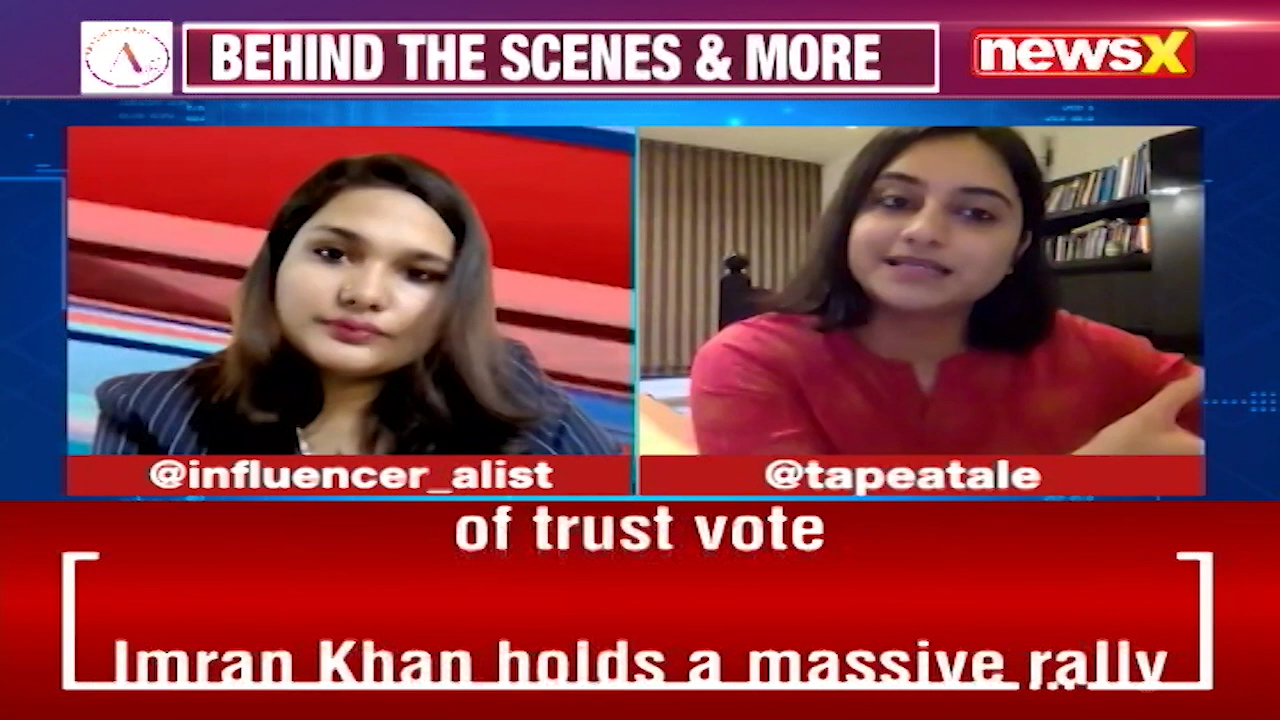 BEHIND THE SCENES & MORE
newsX
@influencer_alist
@tapeatale
of trust vote
Imran Khan holds a massive rally